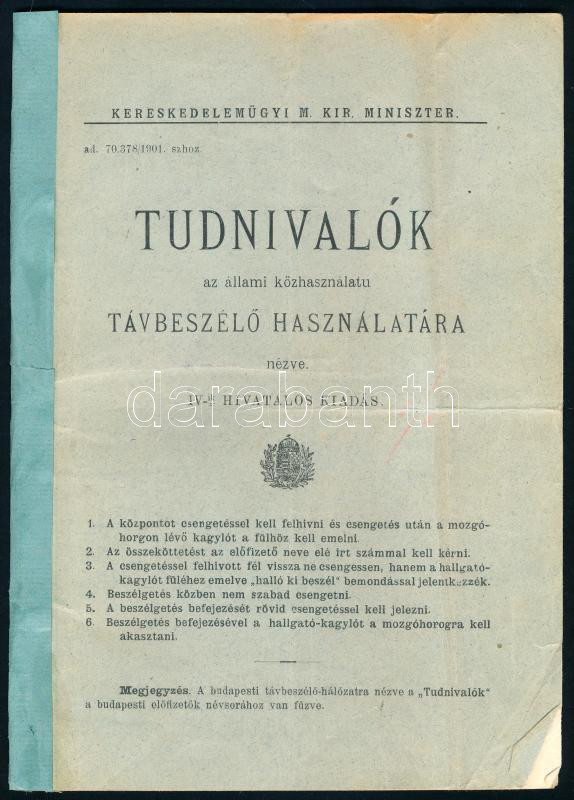 KERESKEDELEMÜGYI M. KIR. MINISZTER.
ad. 70.378/1901. szhoz
TUDNIVALÓK
az állami közhasználatu
TÁVBESZÉLŐ HASZNÁLATÁRA
nézve.
IV-ik HIVATALOS KIADÁS.
darabanth
1. A központot csengetéssel kell felhivni és csengetés után a mozgó-
horgon lévő kagylót a fülhöz kell emelni.
2. Az összeköttetést az előfizető neve elé irt számmal kell kérni.
3. A csengetéssel felhivott fél vissza ne csengessen, hanem a hallgató-
kagylót füléhez emelve „halló ki beszél“ bemondással jelentkezzék.
4. Beszélgetés közben nem szabad csengetni.
5. A beszélgetés befejezését rövid csengetéssel kell jelezni.
6. Beszélgetés befejezésével a hallgató-kagylót a mozgóhorogra kell
akasztani.
Megjegyzés. A budapesti távbeszélő-hálózatra nézve a „Tudnivalók“
a budapesti előfizetők névsorához van fűzve.